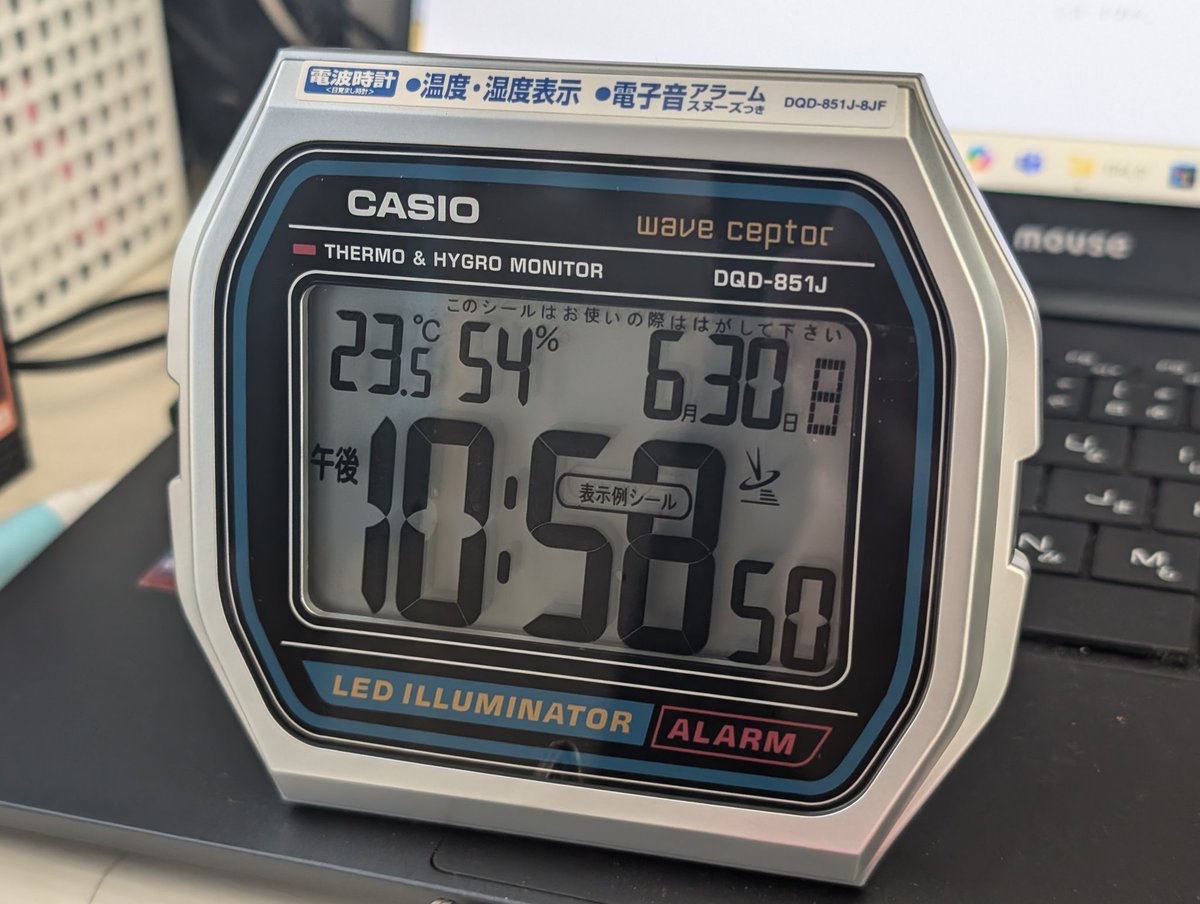 電波時計 ●温度・湿度表示 ●電子音アラーム DQD-851J-8JF
<目覚まし時計> スヌーズつき
CASIO
wave ceptor
THERMO & HYGRO MONITOR
DQD-851J
このシールはお使いの際ははがして下さい
23.5℃ 54% 6月30日 日
午後 10:58 50
表示例シール
LED ILLUMINATOR
ALARM
mouse
N
M